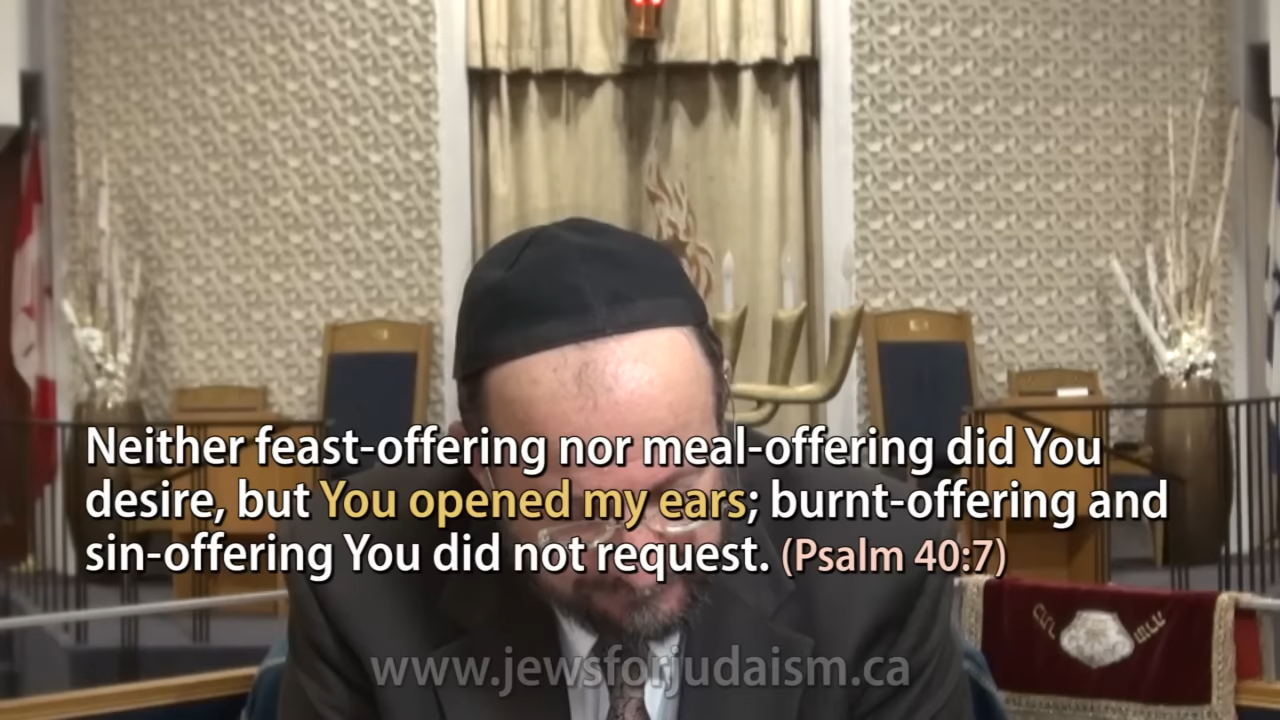 Neither feast-offering nor meal-offering did You
desire, but You opened my ears; burnt-offering and
sin-offering You did not request. (Psalm 40:7)
www.jewsforjudaism.ca